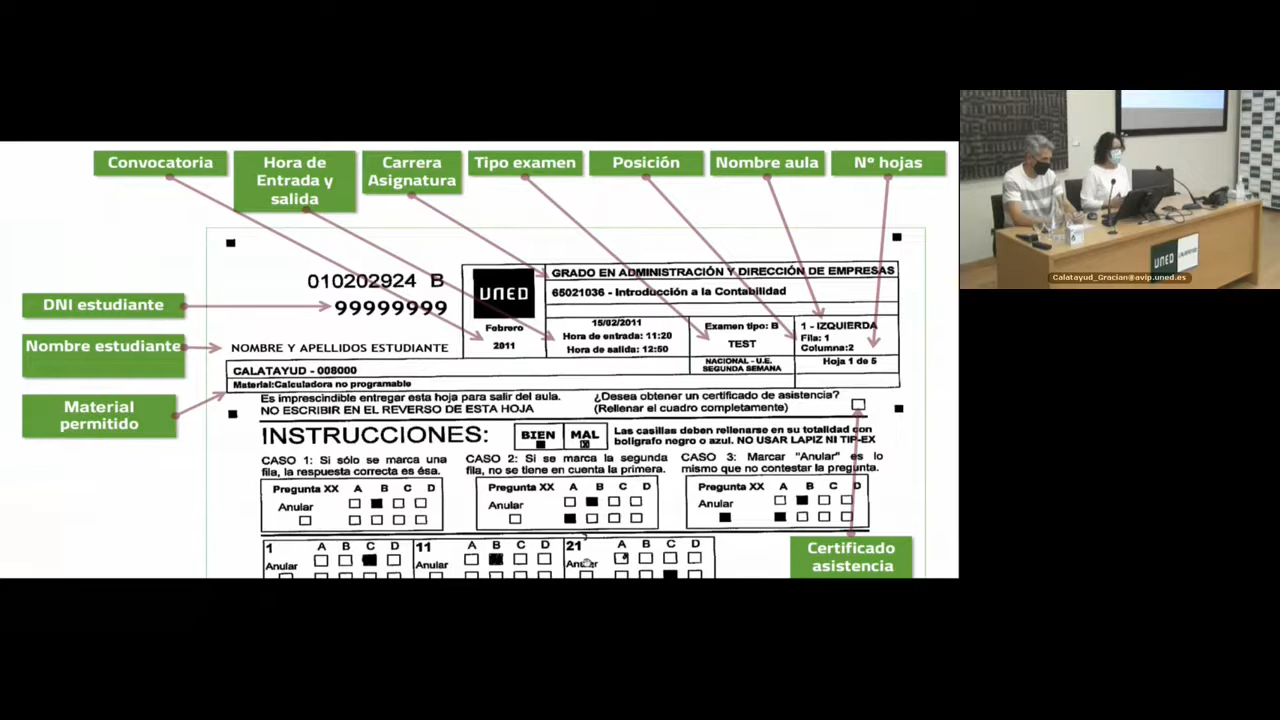 Convocatoria
Hora de
Entrada y
salida
Carrera
Asignatura
Tipo examen
Posición
Nombre aula
Nº hojas
DNI estudiante
Nombre estudiante
Material
permitido
010202924 B
99999999
NOMBRE Y APELLIDOS ESTUDIANTE
UNED
Febrero
2011
GRADO EN ADMINISTRACIÓN Y DIRECCIÓN DE EMPRESAS
65021036 - Introducción a la Contabilidad
15/02/2011
Hora de entrada: 11:20
Hora de salida: 12:50
Examen tipo: B
TEST
NACIONAL - U.E.
SEGUNDA SEMANA
1 - IZQUIERDA
Fila: 1
Columna:2
Hoja 1 de 5
CALATAYUD - 008000
Material:Calculadora no programable
Es imprescindible entregar esta hoja para salir del aula.
NO ESCRIBIR EN EL REVERSO DE ESTA HOJA
¿Desea obtener un certificado de asistencia?
(Rellenar el cuadro completamente)
INSTRUCCIONES:
BIEN
MAL
Las casillas deben rellenarse en su totalidad con
bolígrafo negro o azul. NO USAR LAPIZ NI TIP-EX
CASO 1: Si sólo se marca una
fila, la respuesta correcta es ésa.
CASO 2: Si se marca la segunda
fila, no se tiene en cuenta la primera.
CASO 3: Marcar "Anular" es lo
mismo que no contestar la pregunta.
Pregunta XX A B C D
Anular
Pregunta XX A B C D
Anular
Pregunta XX A B C D
Anular
1 A B C D
Anular
11 A B C D
Anular
21 A B C D
Anular
Certificado
asistencia
UNED
Calatayud_Gracian@avip.uned.es